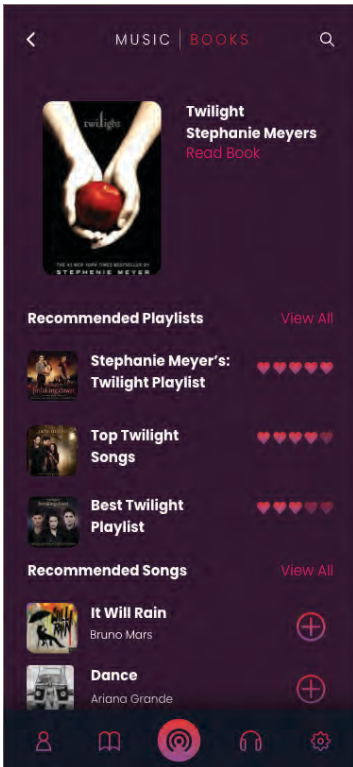 MUSIC | BOOKS
twilight
THE #1 NEW YORK TIMES BESTSELLER BY
STEPHENIE MEYER
Twilight
Stephanie Meyers
Read Book
Recommended Playlists View All
Stephanie Meyer's:
Twilight Playlist
Top Twilight
Songs
Best Twilight
Playlist
Recommended Songs View All
It Will Rain
Bruno Mars
Dance
Ariana Grande